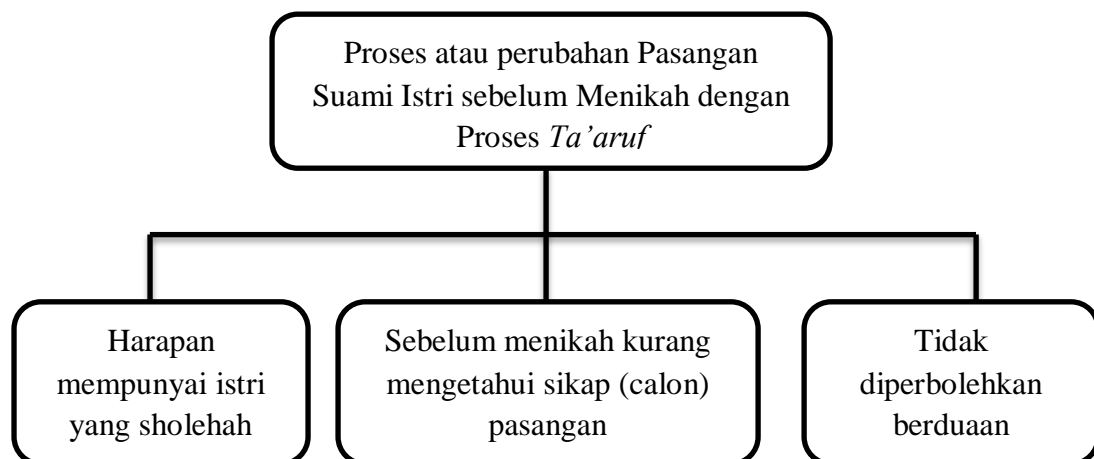 Proses atau perubahan Pasangan
Suami Istri sebelum Menikah dengan
Proses Ta’aruf
Harapan
mempunyai istri
yang sholehah
Sebelum menikah kurang
mengetahui sikap (calon)
pasangan
Tidak
diperbolehkan
berduaan